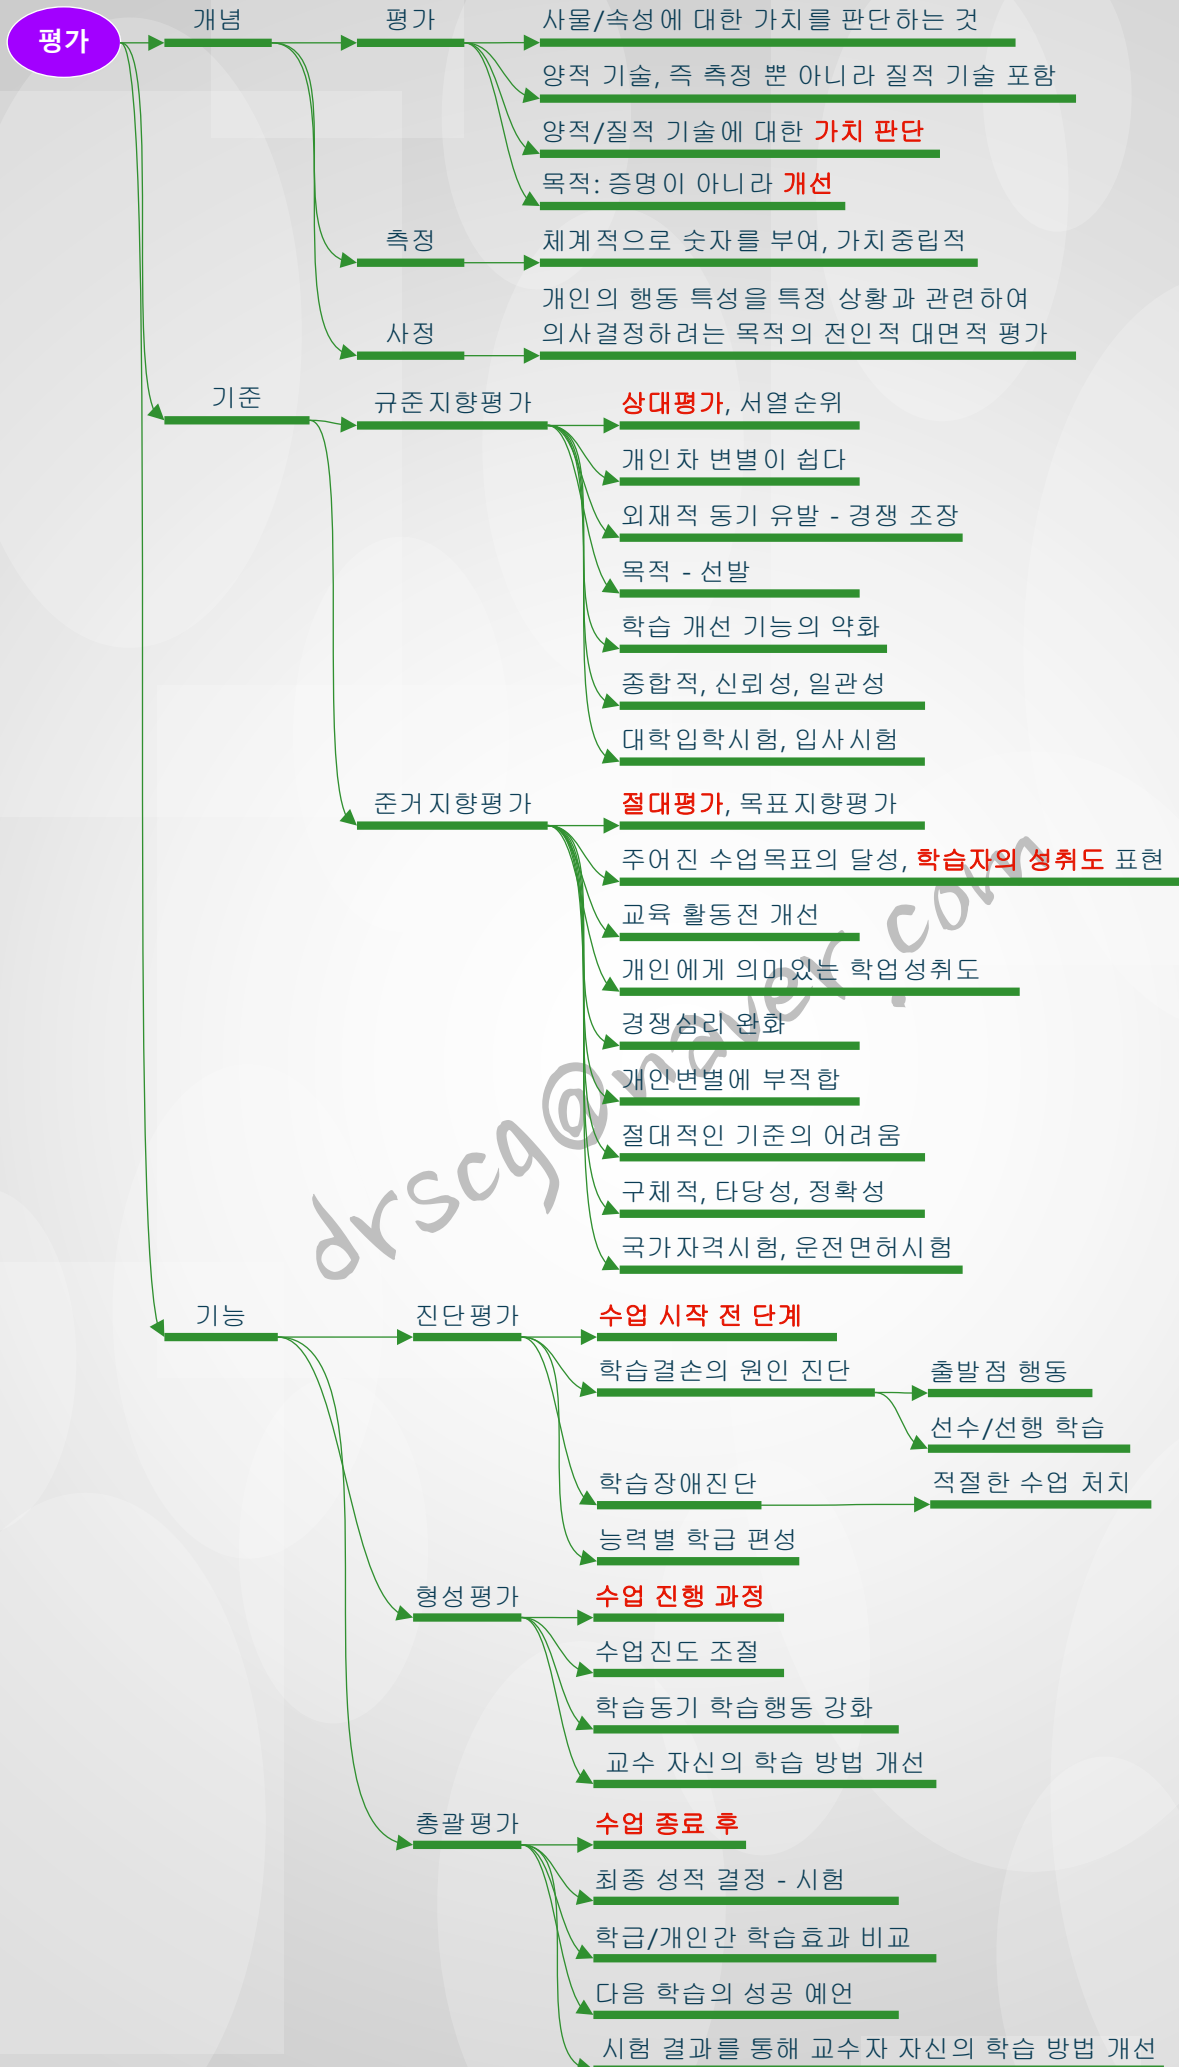 평가
개념
평가
사물/속성에 대한 가치를 판단하는 것
양적 기술, 즉 측정 뿐 아니라 질적 기술 포함
양적/질적 기술에 대한 가치 판단
목적: 증명이 아니라 개선
측정
체계적으로 숫자를 부여, 가치중립적
사정
개인의 행동 특성을 특정 상황과 관련하여
의사결정하려는 목적의 전인적 대면적 평가
기준
규준지향평가
상대평가, 서열순위
개인차 변별이 쉽다
외재적 동기 유발 - 경쟁 조장
목적 - 선발
학습 개선 기능의 약화
종합적, 신뢰성, 일관성
대학입학시험, 입사시험
준거지향평가
절대평가, 목표지향평가
주어진 수업목표의 달성, 학습자의 성취도 표현
교육 활동전 개선
개인에게 의미있는 학업성취도
경쟁심리 완화
개인변별에 부적합
절대적인 기준의 어려움
구체적, 타당성, 정확성
국가자격시험, 운전면허시험
drscg@naver.com
기능
진단평가
수업 시작 전 단계
학습결손의 원인 진단
출발점 행동
선수/선행 학습
학습장애진단
적절한 수업 처치
능력별 학급 편성
형성평가
수업 진행 과정
수업진도 조절
학습동기 학습행동 강화
교수 자신의 학습 방법 개선
총괄평가
수업 종료 후
최종 성적 결정 - 시험
학급/개인간 학습효과 비교
다음 학습의 성공 예언
시험 결과를 통해 교수자 자신의 학습 방법 개선